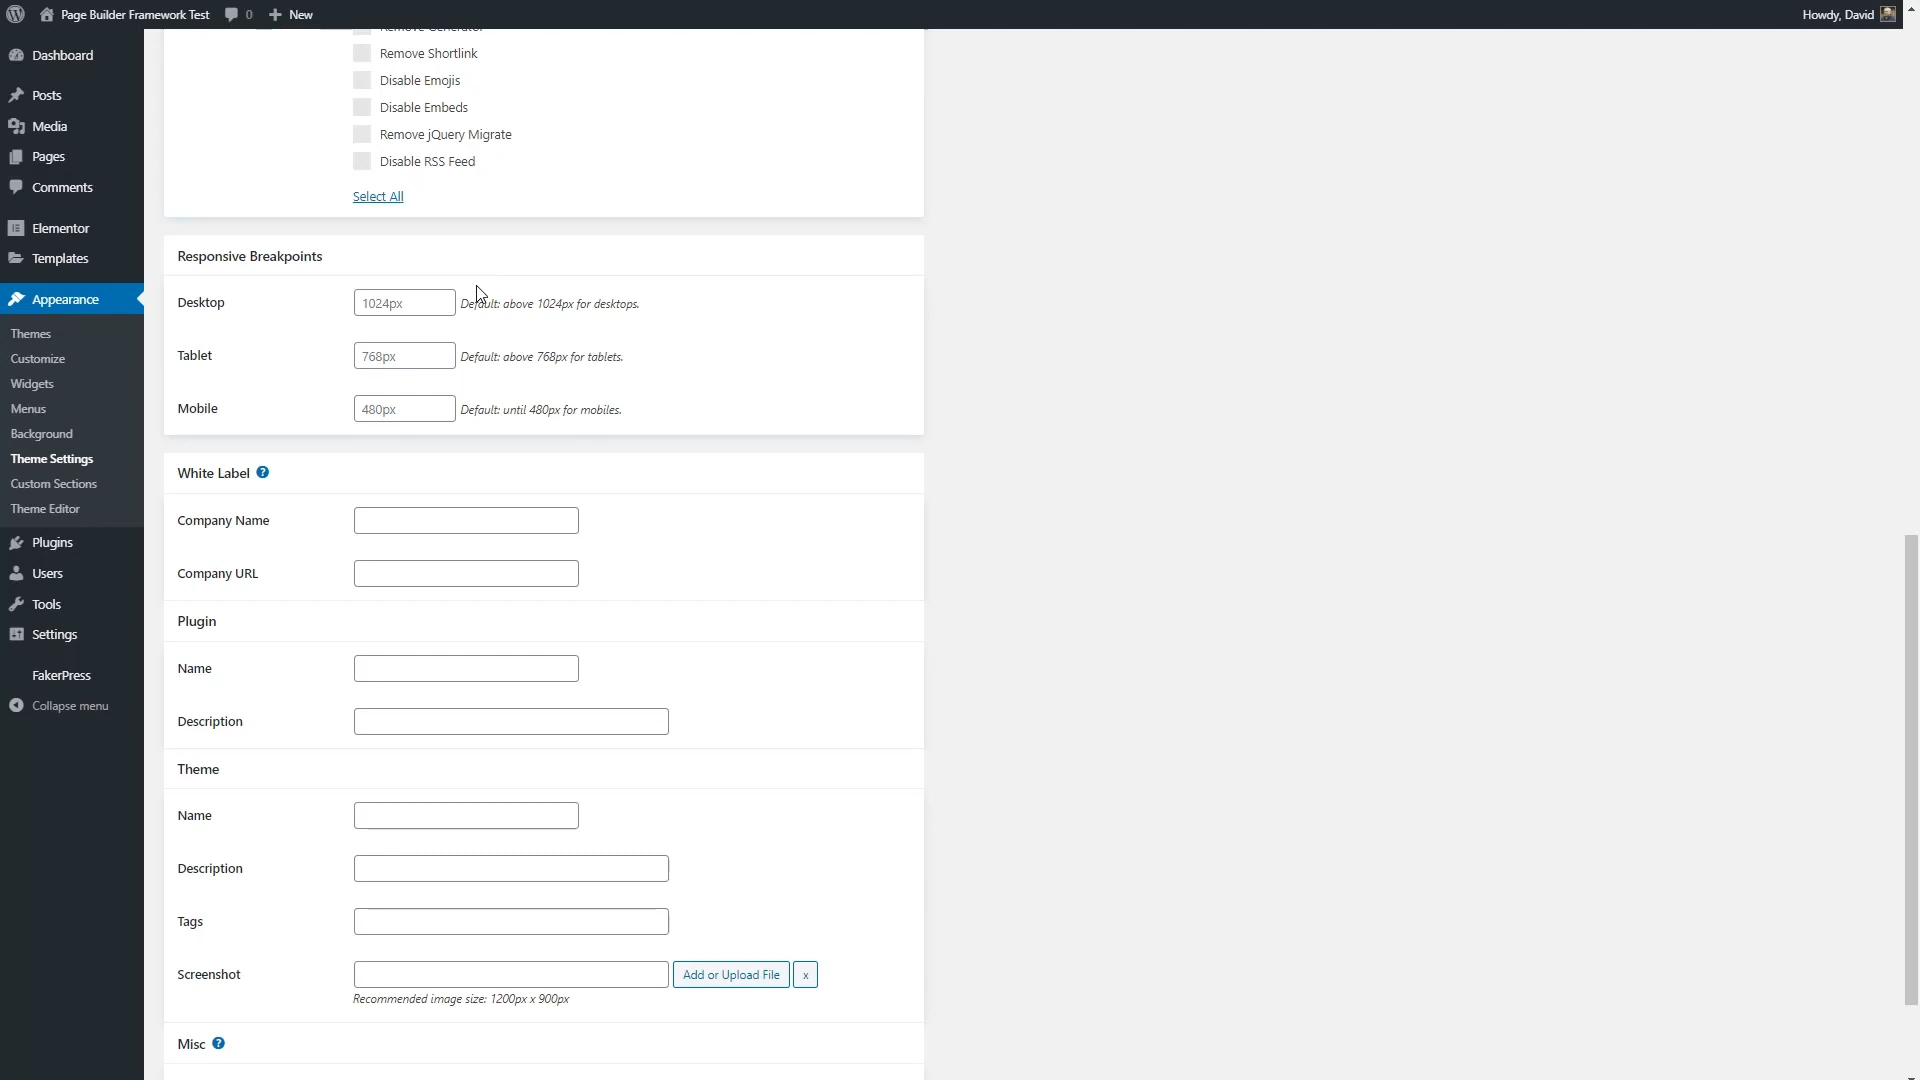 Page Builder Framework Test
0
New
Howdy, David
Dashboard
Posts
Media
Pages
Comments
Elementor
Templates
Appearance
Themes
Customize
Widgets
Menus
Background
Theme Settings
Custom Sections
Theme Editor
Plugins
Users
Tools
Settings
FakerPress
Collapse menu
Remove Generator
Remove Shortlink
Disable Emojis
Disable Embeds
Remove jQuery Migrate
Disable RSS Feed
Select All
Responsive Breakpoints
Desktop 1024px Default: above 1024px for desktops.
Tablet 768px Default: above 768px for tablets.
Mobile 480px Default: until 480px for mobiles.
White Label ?
Company Name
Company URL
Plugin
Name
Description
Theme
Name
Description
Tags
Screenshot Add or Upload File x
Recommended image size: 1200px x 900px
Misc ?